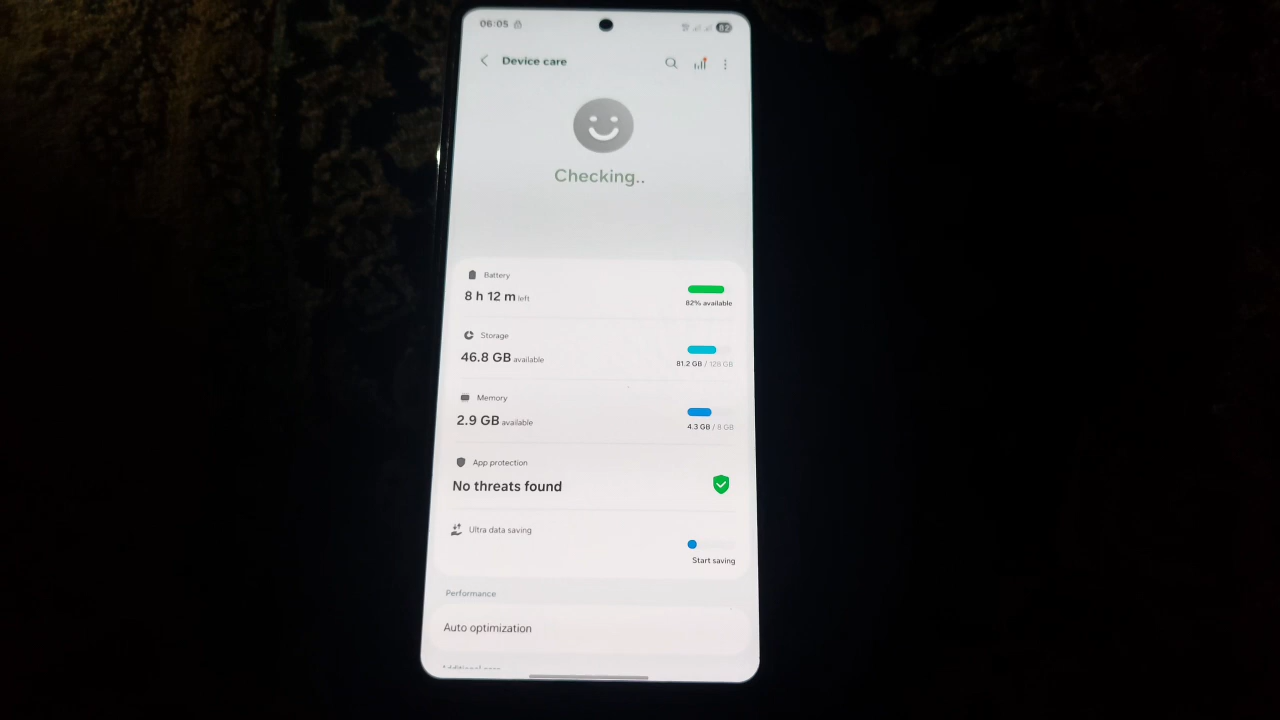 06:05
82
Device care
Checking..
Battery
8 h 12 m left
82% available
Storage
46.8 GB available
81.2 GB / 128 GB
Memory
2.9 GB available
4.3 GB / 8 GB
App protection
No threats found
Ultra data saving
Start saving
Performance
Auto optimization